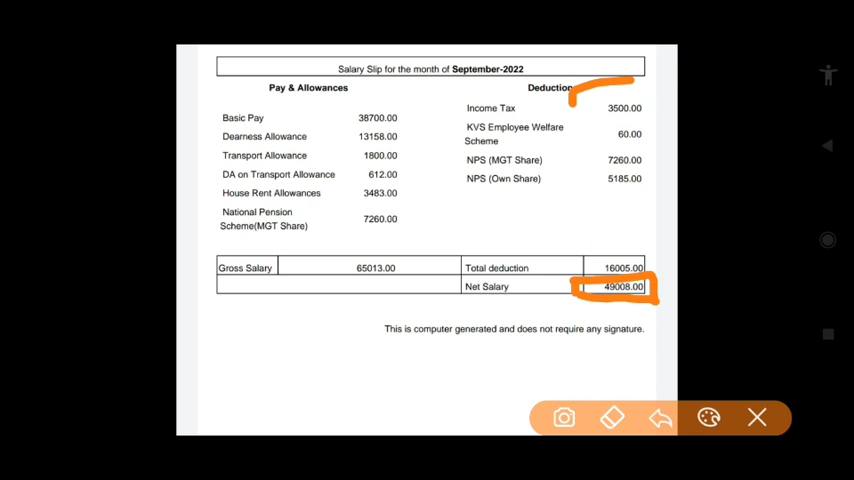 Salary Slip for the month of September-2022
Pay & Allowances
Basic Pay 38700.00
Dearness Allowance 13158.00
Transport Allowance 1800.00
DA on Transport Allowance 612.00
House Rent Allowances 3483.00
National Pension
Scheme(MGT Share) 7260.00
Deduction
Income Tax 3500.00
KVS Employee Welfare
Scheme 60.00
NPS (MGT Share) 7260.00
NPS (Own Share) 5185.00
Gross Salary 65013.00 Total deduction 16005.00
Net Salary 49008.00
This is computer generated and does not require any signature.